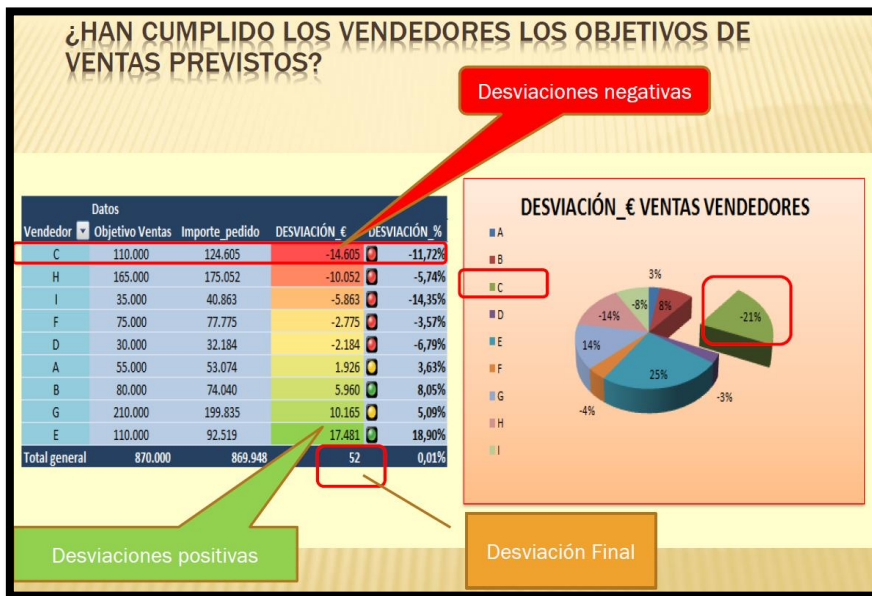 ¿HAN CUMPLIDO LOS VENDEDORES LOS OBJETIVOS DE
VENTAS PREVISTOS?
Desviaciones negativas
Datos
Vendedor Objetivo Ventas Importe_pedido DESVIACIÓN_€ DESVIACIÓN_%
C 110.000 124.605 -14.605 -11,72%
H 165.000 175.052 -10.052 -5,74%
I 35.000 40.863 -5.863 -14,35%
F 75.000 77.775 -2.775 -3,57%
D 30.000 32.184 -2.184 -6,79%
A 55.000 53.074 1.926 3,63%
B 80.000 74.040 5.960 8,05%
G 210.000 199.835 10.165 5,09%
E 110.000 92.519 17.481 18,90%
Total general 870.000 869.948 52 0,01%
Desviaciones positivas
Desviación Final
DESVIACIÓN_€ VENTAS VENDEDORES
A
B
C
D
E
F
G
H
I
3%
8%
-21%
-3%
25%
-4%
14%
-14%
-8%